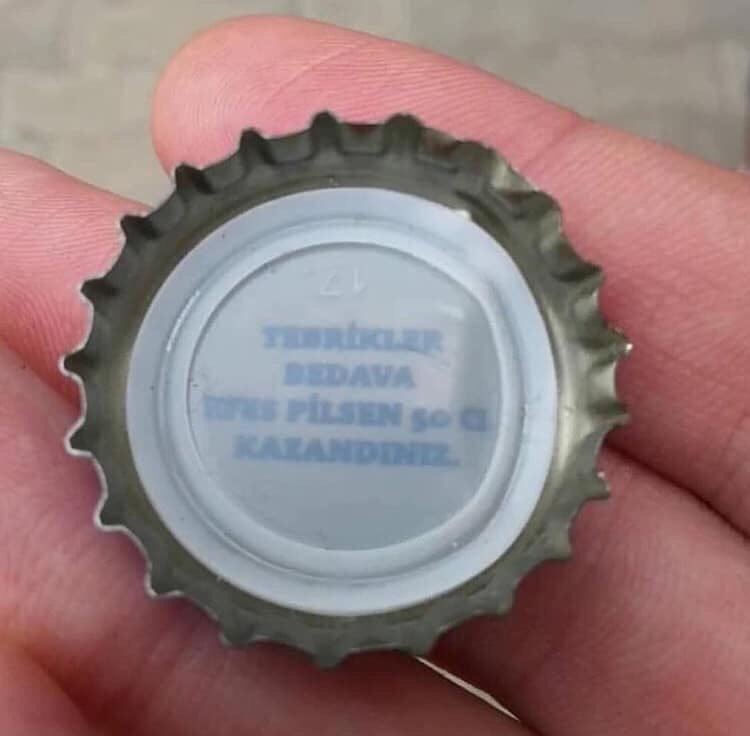 17
TEBRİKLER
BEDAVA
EFES PİLSEN 50 Cl
KAZANDINIZ.